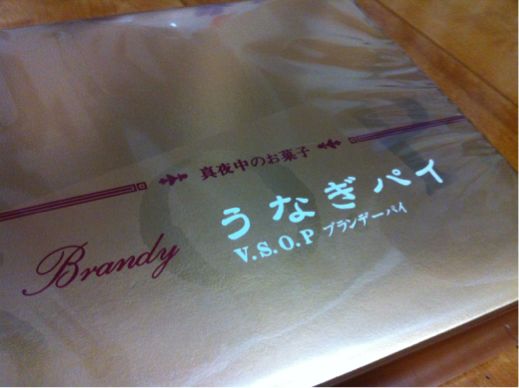 真夜中のお菓子
うなぎパイ
V.S.O.P ブランデーパイ
Brandy